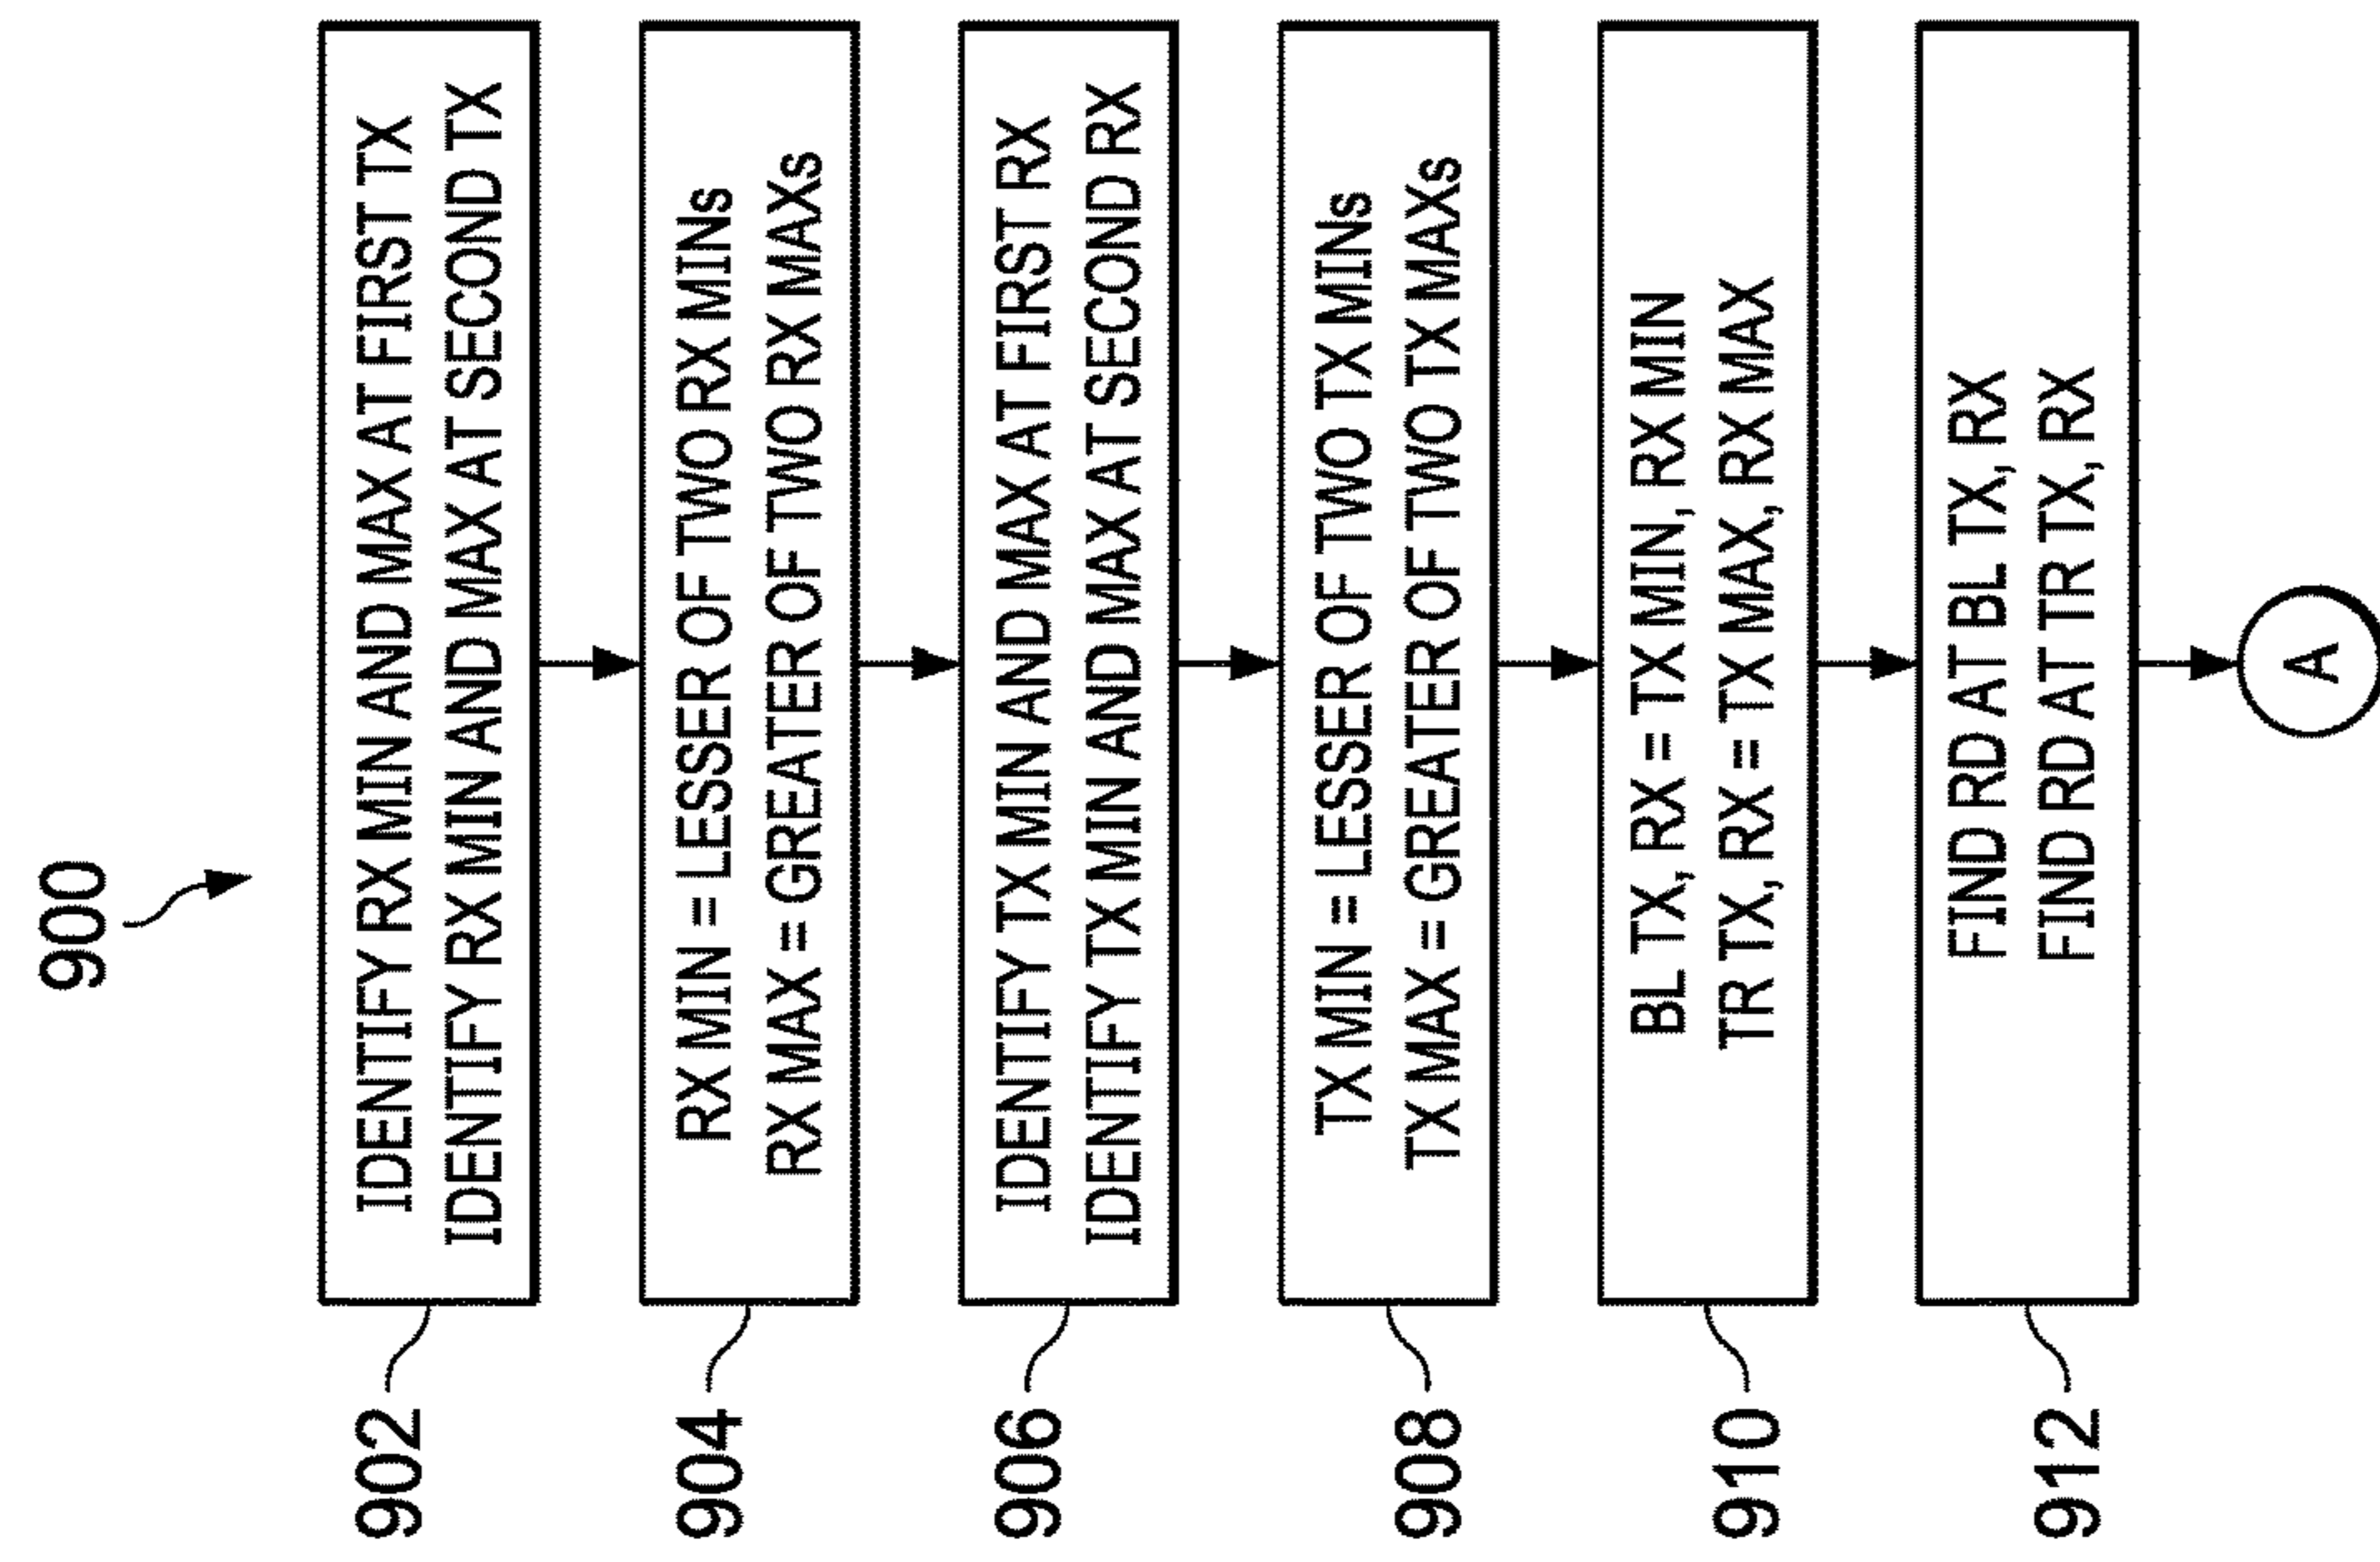 900
902
IDENTIFY RX MIN AND MAX AT FIRST TX
IDENTIFY RX MIN AND MAX AT SECOND TX
904
RX MIN = LESSER OF TWO RX MINs
RX MAX = GREATER OF TWO RX MAXs
906
IDENTIFY TX MIN AND MAX AT FIRST RX
IDENTIFY TX MIN AND MAX AT SECOND RX
908
TX MIN = LESSER OF TWO TX MINs
TX MAX = GREATER OF TWO TX MAXs
910
BL TX, RX = TX MIN, RX MIN
TR TX, RX = TX MAX, RX MAX
912
FIND RD AT BL TX, RX
FIND RD AT TR TX, RX
A